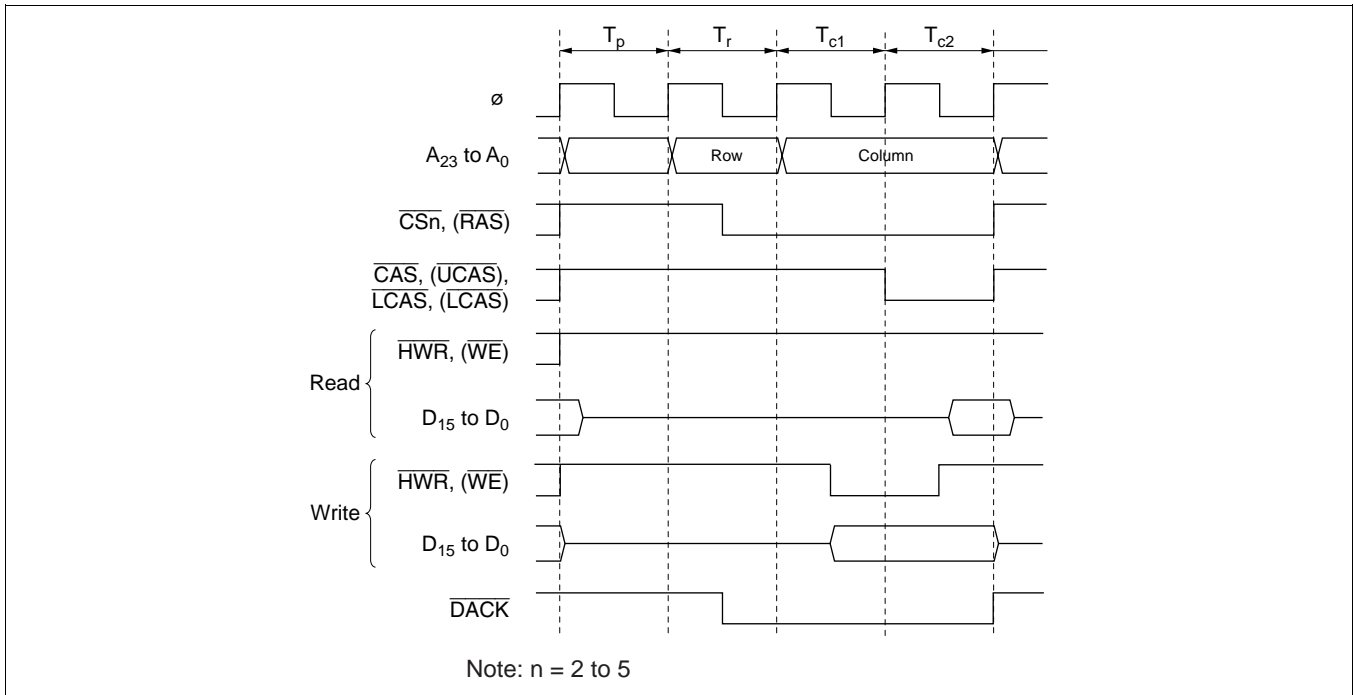 Tp Tr Tc1 Tc2
ø
A23 to A0 Row Column
CSn, (RAS)
CAS, (UCAS),
LCAS, (LCAS)
Read
HWR, (WE)
D15 to D0
Write
HWR, (WE)
D15 to D0
DACK
Note: n = 2 to 5